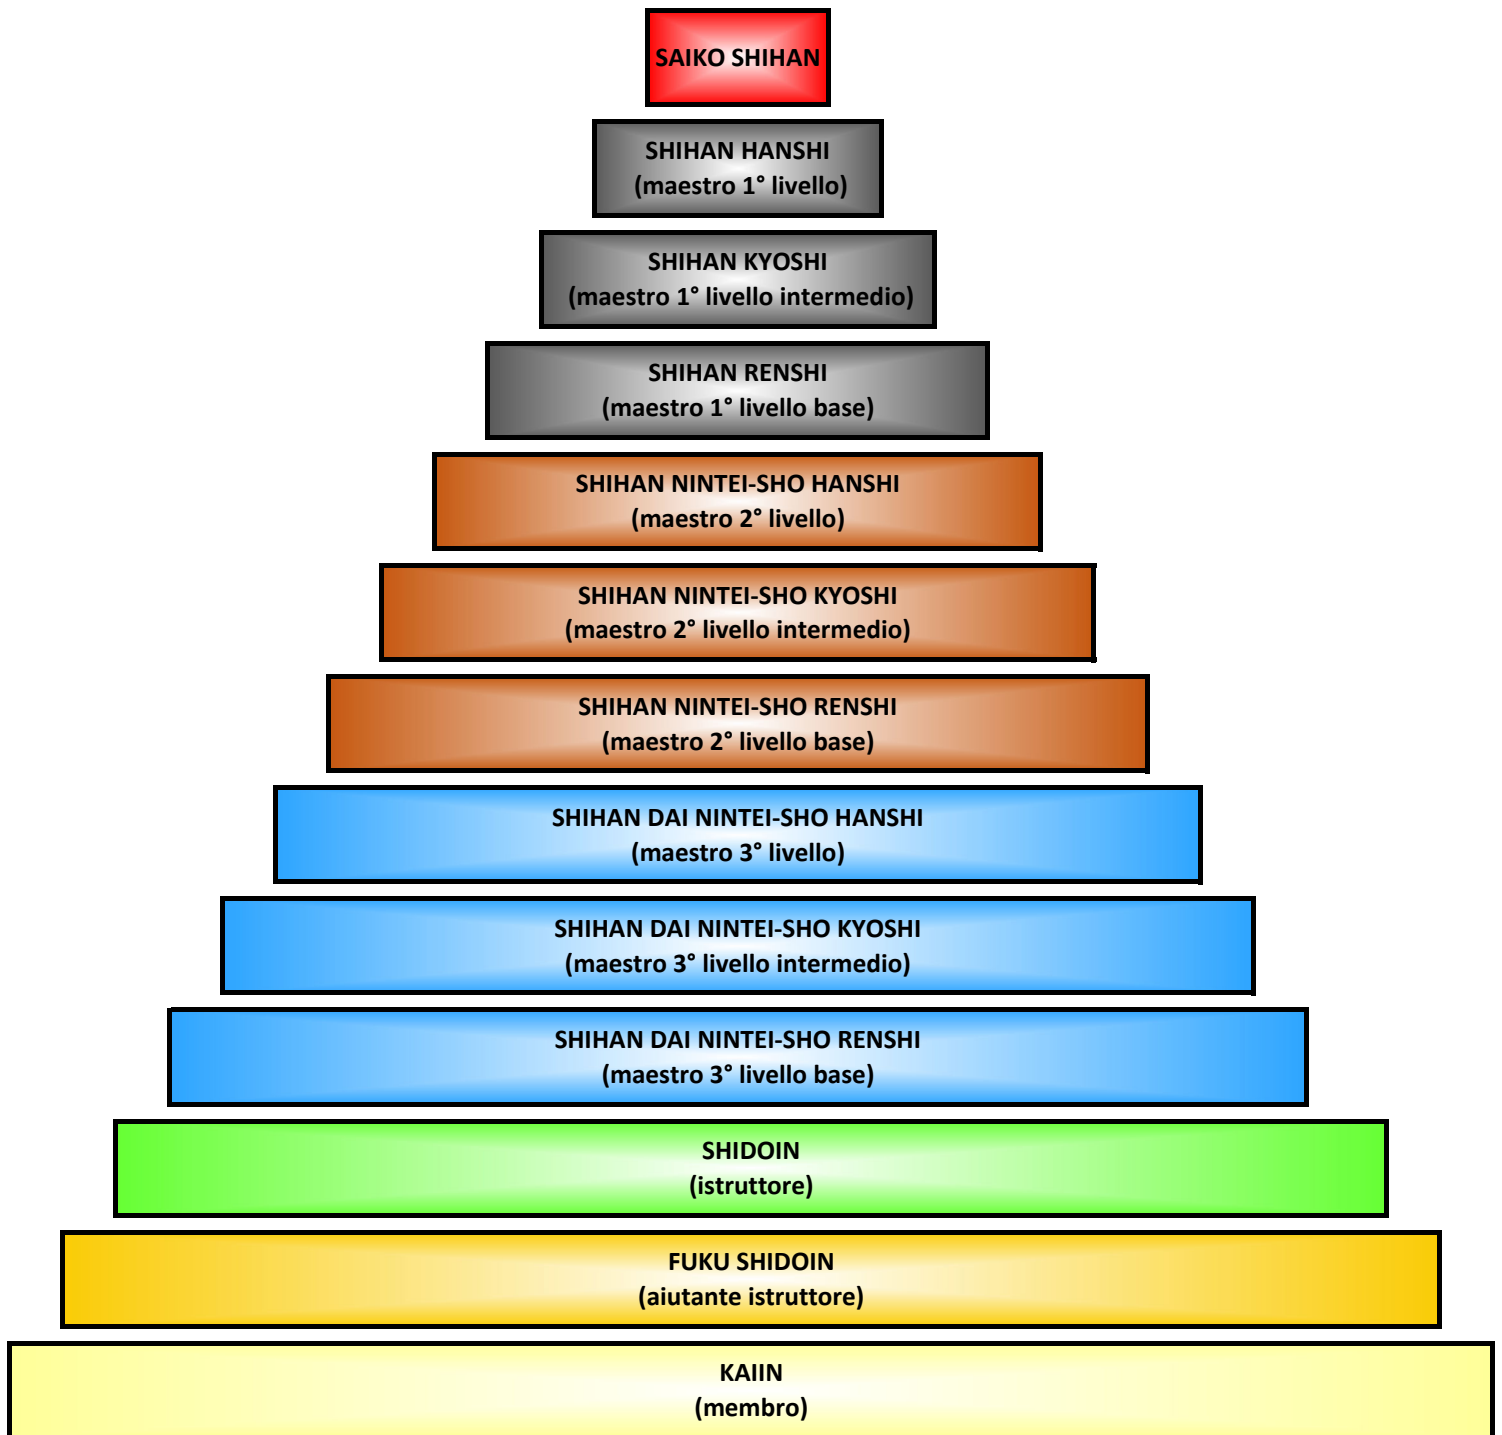 SAIKO SHIHAN
SHIHAN HANSHI
(maestro 1° livello)
SHIHAN KYOSHI
(maestro 1° livello intermedio)
SHIHAN RENSHI
(maestro 1° livello base)
SHIHAN NINTEI-SHO HANSHI
(maestro 2° livello)
SHIHAN NINTEI-SHO KYOSHI
(maestro 2° livello intermedio)
SHIHAN NINTEI-SHO RENSHI
(maestro 2° livello base)
SHIHAN DAI NINTEI-SHO HANSHI
(maestro 3° livello)
SHIHAN DAI NINTEI-SHO KYOSHI
(maestro 3° livello intermedio)
SHIHAN DAI NINTEI-SHO RENSHI
(maestro 3° livello base)
SHIDOIN
(istruttore)
FUKU SHIDOIN
(aiutante istruttore)
KAIIN
(membro)